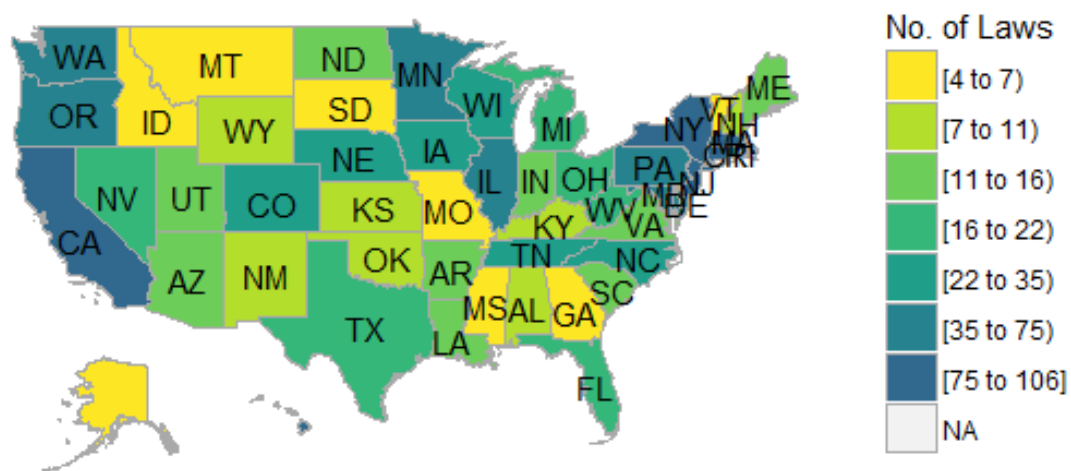 No. of Laws
[4 to 7)
[7 to 11)
[11 to 16)
[16 to 22)
[22 to 35)
[35 to 75)
[75 to 106]
NA
WA
MT
ND
MN
ME
OR
ID
SD
WI
MI
VT
NH
NY
WY
NE
IA
IL
IN
OH
PA
NJ
NV
UT
CO
KS
MO
KY
WV
VA
DE
CA
AZ
NM
OK
AR
TN
NC
SC
TX
LA
MS
AL
GA
FL